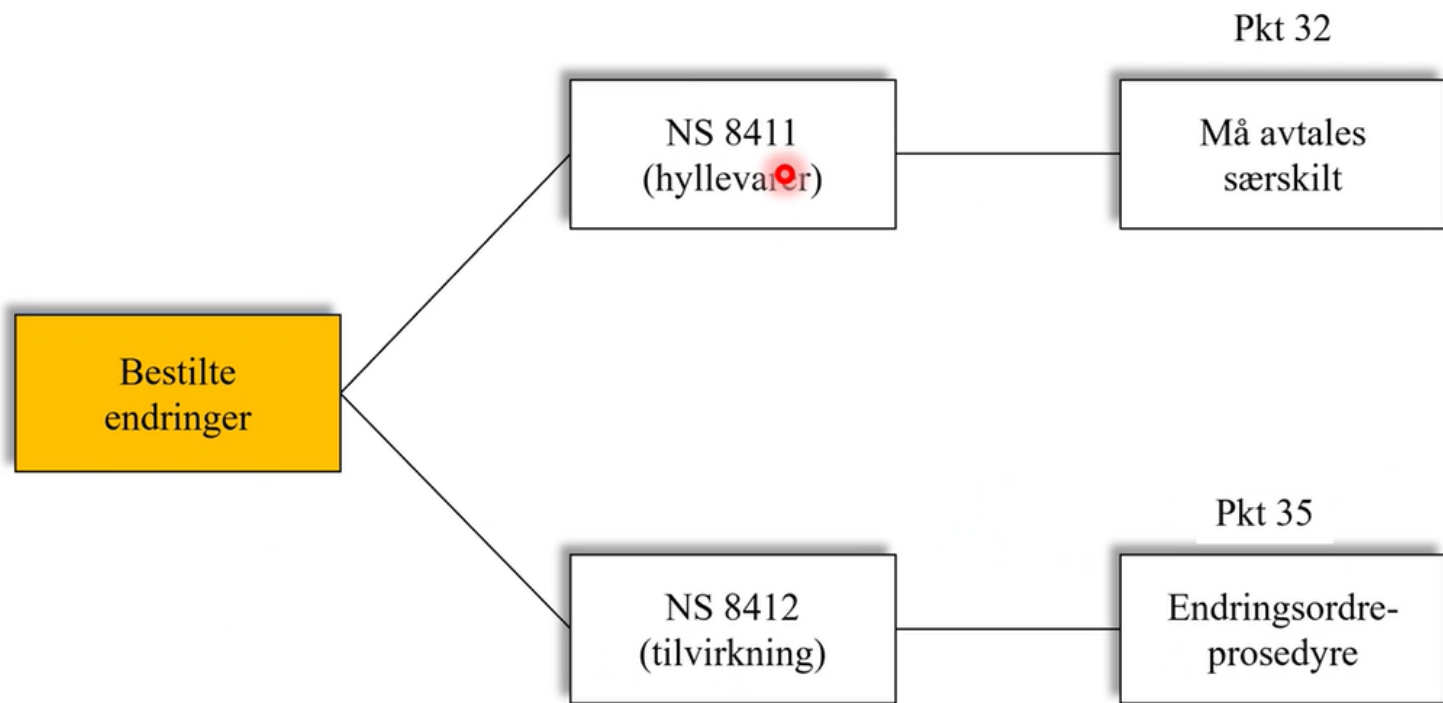 Pkt 32
NS 8411
(hyllevarer)
Må avtales
særskilt
Bestilte
endringer
Pkt 35
NS 8412
(tilvirkning)
Endringsordre-
prosedyre